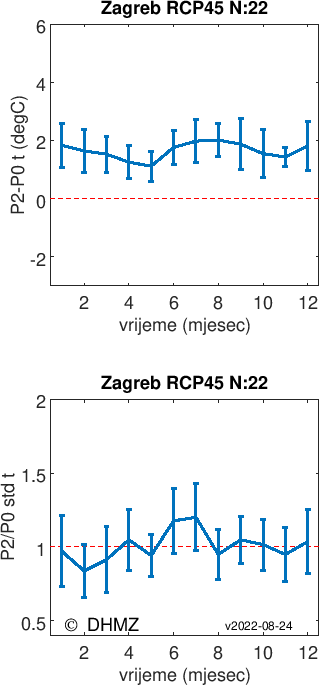 Zagreb RCP45 N:22
6
4
2
0
-2
P2-P0 t (degC)
2 4 6 8 10 12
vrijeme (mjesec)
Zagreb RCP45 N:22
2
1.5
1
0.5
P2/P0 std t
© DHMZ v2022-08-24
2 4 6 8 10 12
vrijeme (mjesec)